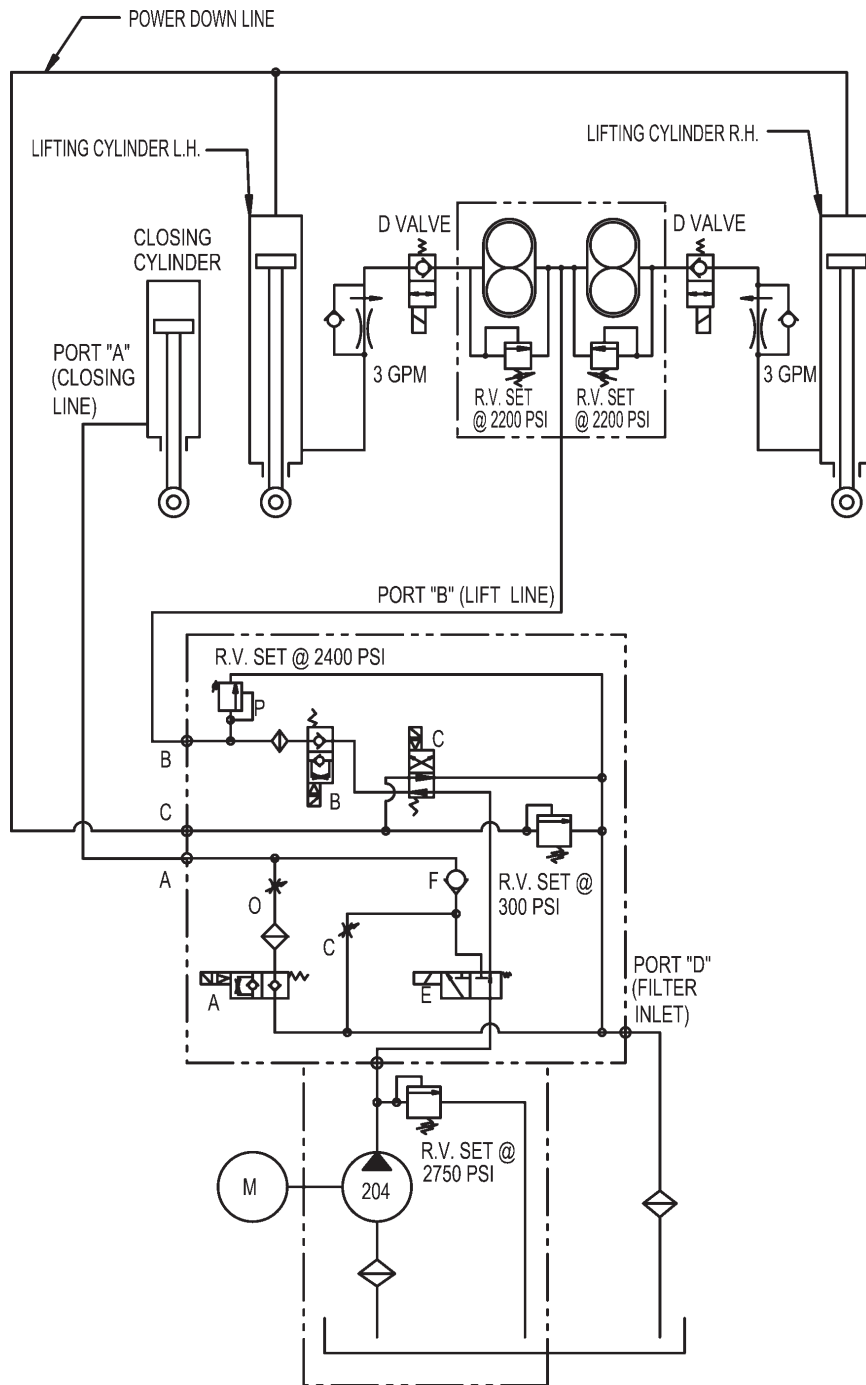 POWER DOWN LINE
LIFTING CYLINDER L.H.
LIFTING CYLINDER R.H.
CLOSING
CYLINDER
D VALVE
D VALVE
PORT "A"
(CLOSING
LINE)
3 GPM
R.V. SET
@ 2200 PSI
R.V. SET
@ 2200 PSI
3 GPM
PORT "B" (LIFT LINE)
R.V. SET @ 2400 PSI
P
C
B
B
C
A
F
O
C
R.V. SET @
300 PSI
A
E
PORT "D"
(FILTER
INLET)
R.V. SET @
2750 PSI
M
204